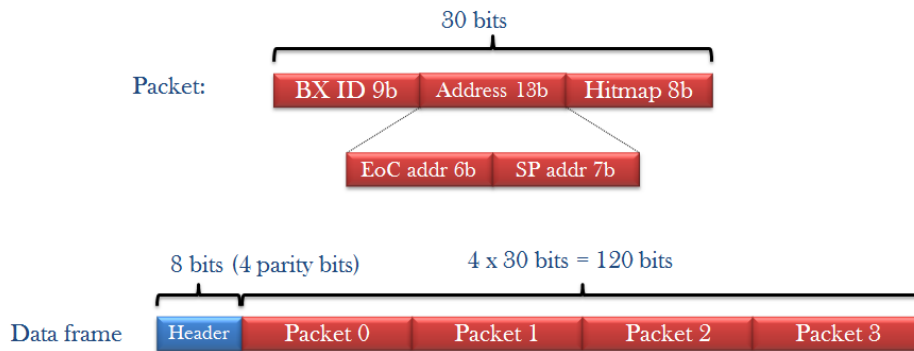 30 bits
Packet: BX ID 9b Address 13b Hitmap 8b
EoC addr 6b SP addr 7b
8 bits (4 parity bits) 4 x 30 bits = 120 bits
Data frame Header Packet 0 Packet 1 Packet 2 Packet 3